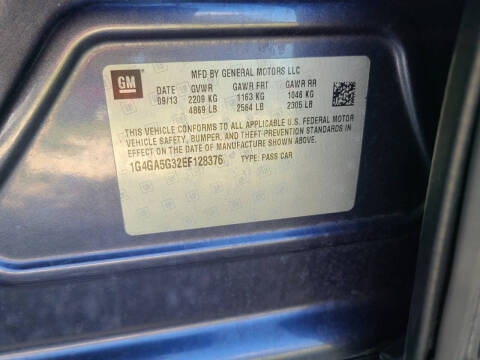 GM
MFD BY GENERAL MOTORS LLC
DATE GVWR GAWR FRT GAWR RR
09/13 2209 KG 1163 KG 1046 KG
4869 LB 2564 LB 2305 LB
THIS VEHICLE CONFORMS TO ALL APPLICABLE U.S. FEDERAL MOTOR
VEHICLE SAFETY, BUMPER, AND THEFT PREVENTION STANDARDS IN
EFFECT ON THE DATE OF MANUFACTURE SHOWN ABOVE.
1G4GA5G32EF128376 TYPE: PASS CAR